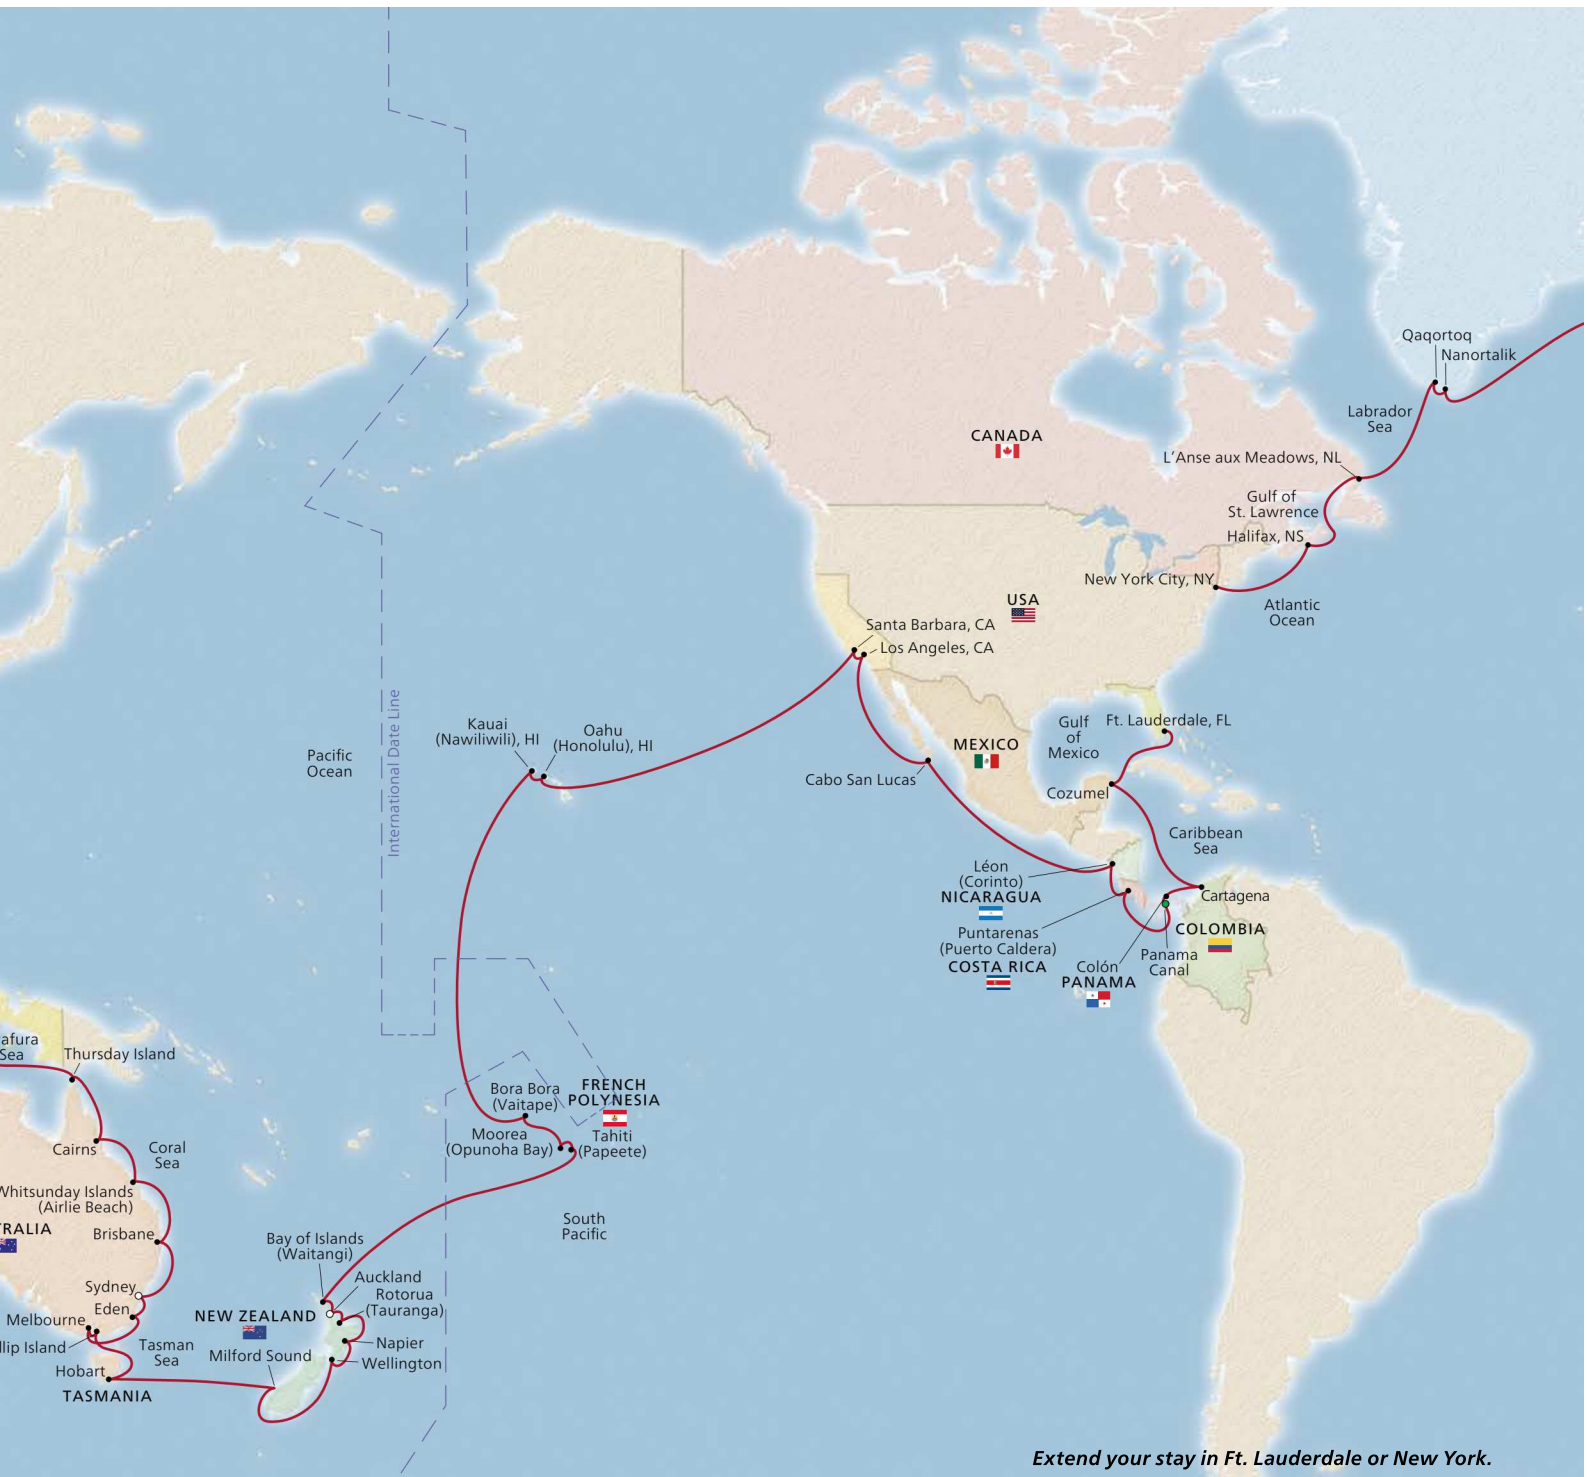 Qaqortoq
Nanortalik
Labrador
Sea
CANADA
L'Anse aux Meadows, NL
Gulf of
St. Lawrence
Halifax, NS
New York City, NY
Atlantic
Ocean
USA
Santa Barbara, CA
Los Angeles, CA
International Date Line
Kauai
(Nawiliwili), HI
Oahu
(Honolulu), HI
Pacific
Ocean
MEXICO
Gulf
of
Mexico
Ft. Lauderdale, FL
Cabo San Lucas
Cozumel
Caribbean
Sea
Léon
(Corinto)
NICARAGUA
Cartagena
COLOMBIA
Puntarenas
(Puerto Caldera)
COSTA RICA
Colón
PANAMA
Panama
Canal
afura
Sea
Thursday Island
Bora Bora
(Vaitape)
FRENCH
POLYNESIA
Moorea
(Opunoha Bay)
Tahiti
(Papeete)
Cairns
Coral
Sea
Whitsunday Islands
(Airlie Beach)
RALIA
Brisbane
South
Pacific
Bay of Islands
(Waitangi)
Auckland
Rotorua
(Tauranga)
Sydney
Eden
NEW ZEALAND
Melbourne
llip Island
Tasman
Sea
Napier
Milford Sound
Wellington
Hobart
TASMANIA
Extend your stay in Ft. Lauderdale or New York.